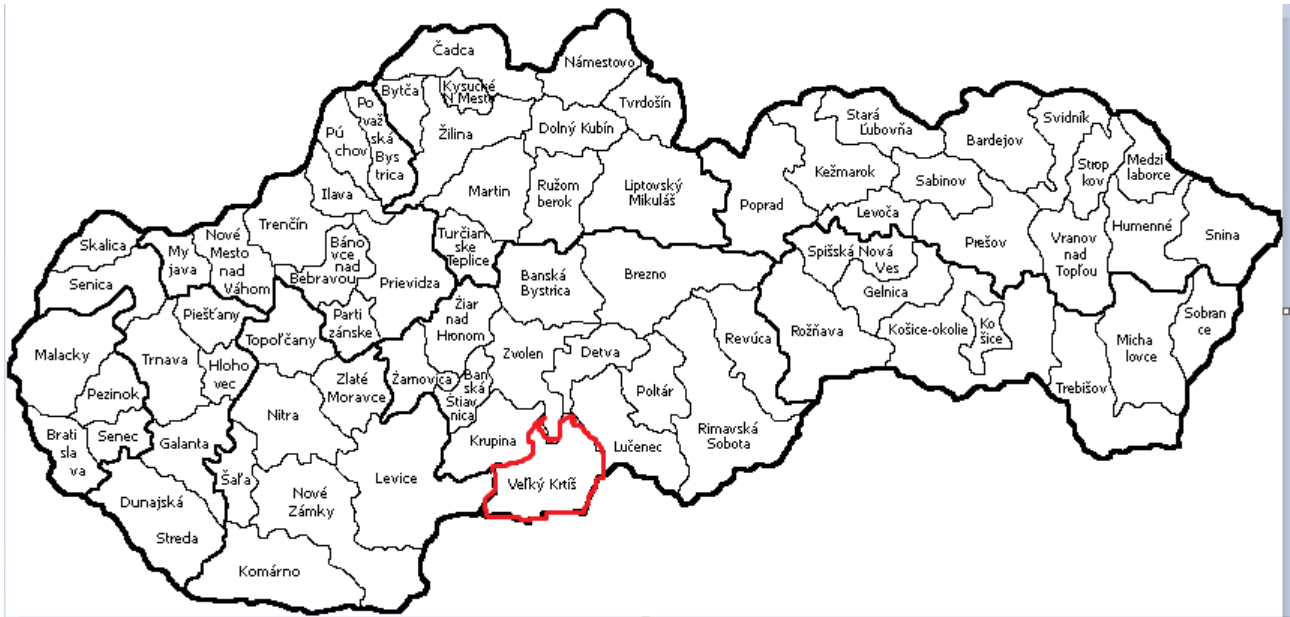 Čadca
Námestovo
Bytča
Kysucké
N Mesto
Tvrdošín
Po
važ
ská
Bys
trica
Pú
chov
Žilina
Dolný Kubín
Stará
Ľubovňa
Bardejov
Svidník
Strop
kov
Medzi
laborce
Kežmarok
Sabinov
Ilava
Martin
Ružom
berok
Liptovský
Mikuláš
Poprad
Levoča
Prešov
Vranov
nad
Topľou
Humenné
Snina
Skalica
My
java
Nové
Mesto
nad
Váhom
Trenčín
Báno
vce nad
Bebravou
Turčian
ske
Teplice
Spišská Nová
Ves
Senica
Prievidza
Banská
Bystrica
Brezno
Gelnica
Piešťany
Parti
zánske
Žiar
nad
Hronom
Rožňava
Košice-okolie
Ko
šice
Sobran
ce
Micha
lovce
Malacky
Trnava
Hloho
vec
Topoľčany
Zvolen
Detva
Revúca
Pezinok
Zlaté
Moravce
Žarnovica
Ban
ská
Štiav
nica
Poltár
Trebišov
Brati
sla
va
Senec
Galanta
Nitra
Krupina
Lučenec
Rimavská
Sobota
Šaľa
Levice
Veľký Krtíš
Dunajská
Streda
Nové
Zámky
Komárno